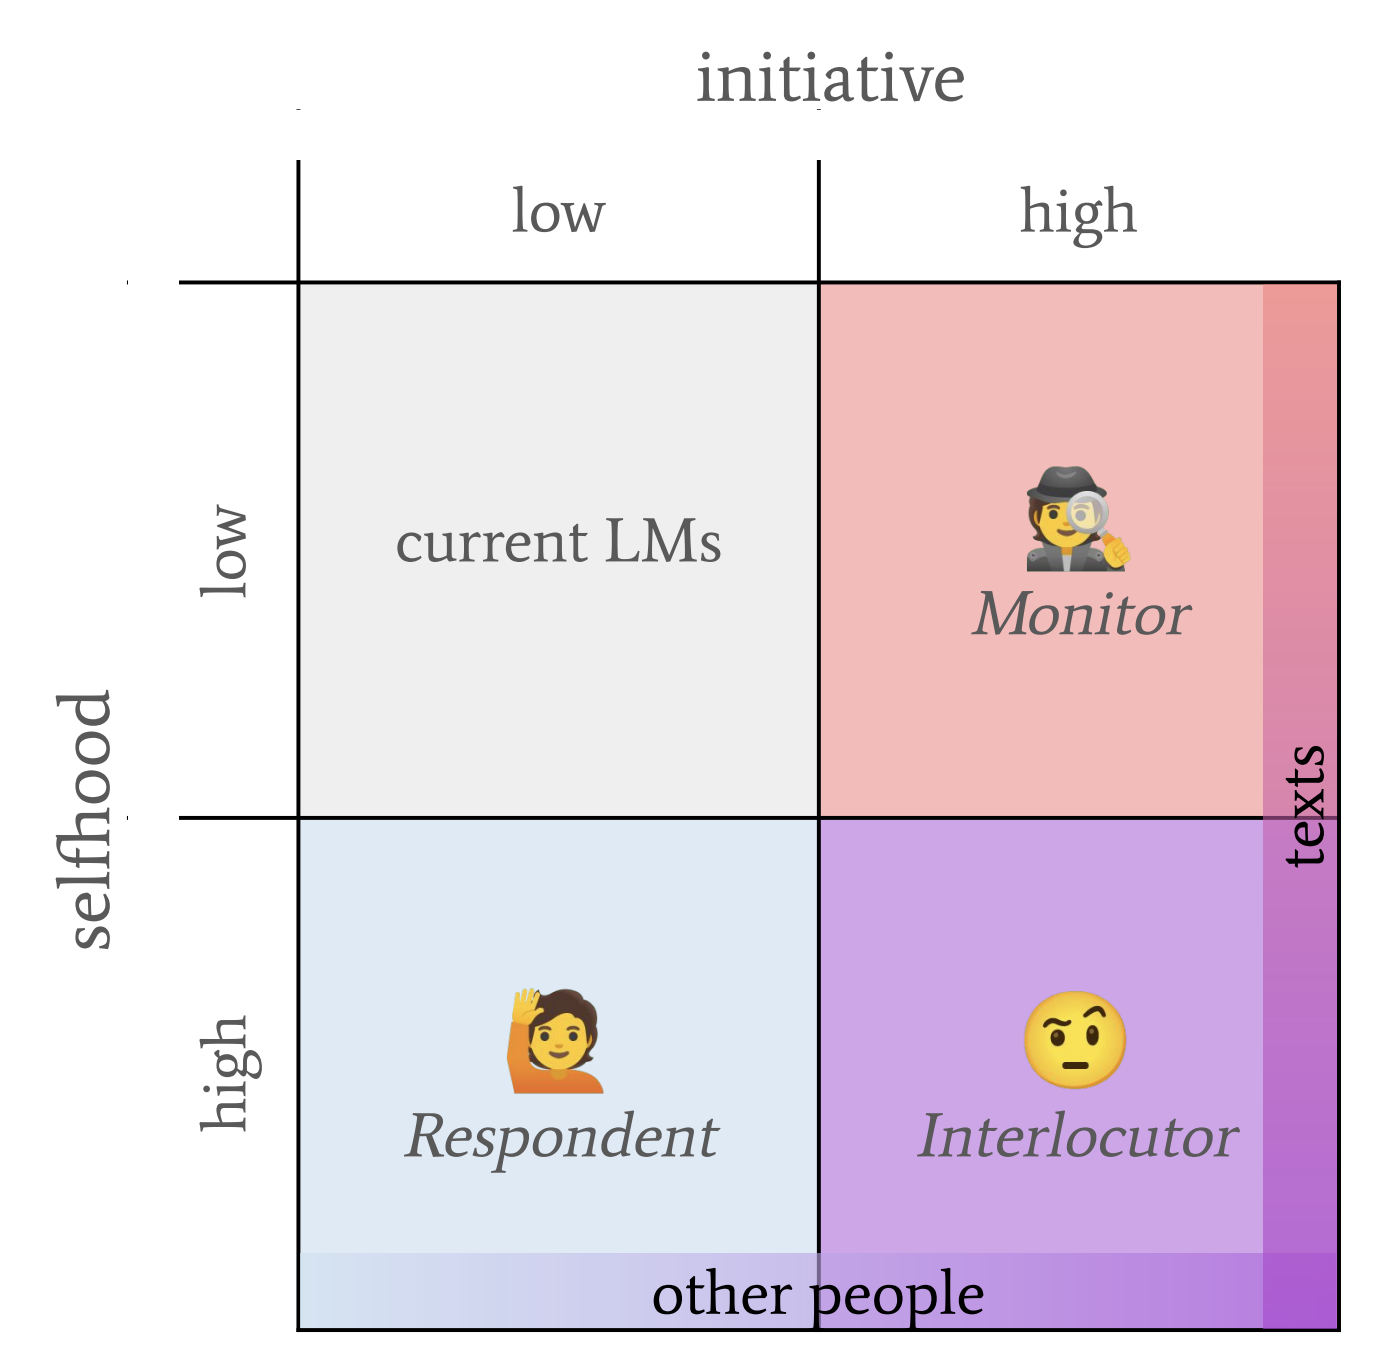 initiative
low
high
selfhood
low
current LMs
Monitor
texts
high
Respondent
Interlocutor
other people